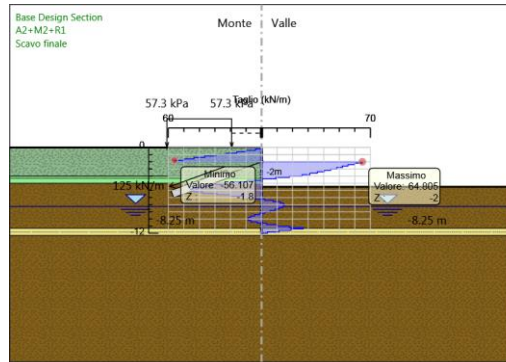 Base Design Section
A2+M2+R1
Scavo finale
Monte
Valle
57.3 kPa
57.3 kPa
Taglio (kN/m)
60
70
0
-2m
Minimo
Valore: -56.107
Z -1.8
Massimo
Valore: 64.805
Z -2
125 kN/m
-8.25 m
-8.25 m
-12